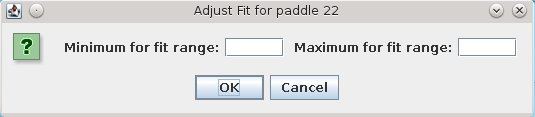 Adjust Fit for paddle 22
Minimum for fit range: Maximum for fit range:
OK Cancel